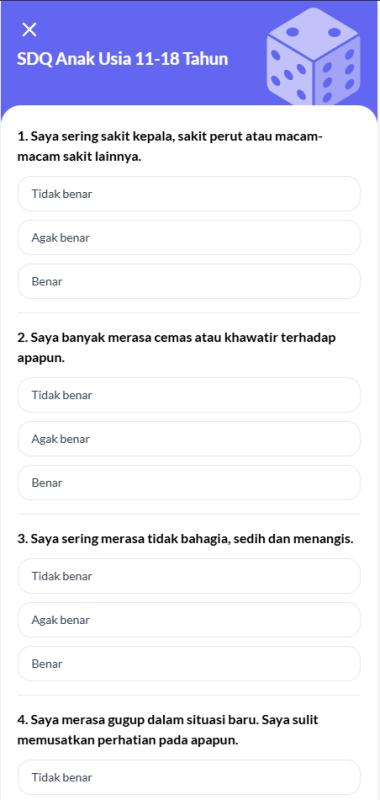 SDQ Anak Usia 11-18 Tahun
1. Saya sering sakit kepala, sakit perut atau macam-
macam sakit lainnya.
Tidak benar
Agak benar
Benar
2. Saya banyak merasa cemas atau khawatir terhadap
apapun.
Tidak benar
Agak benar
Benar
3. Saya sering merasa tidak bahagia, sedih dan menangis.
Tidak benar
Agak benar
Benar
4. Saya merasa gugup dalam situasi baru. Saya sulit
memusatkan perhatian pada apapun.
Tidak benar